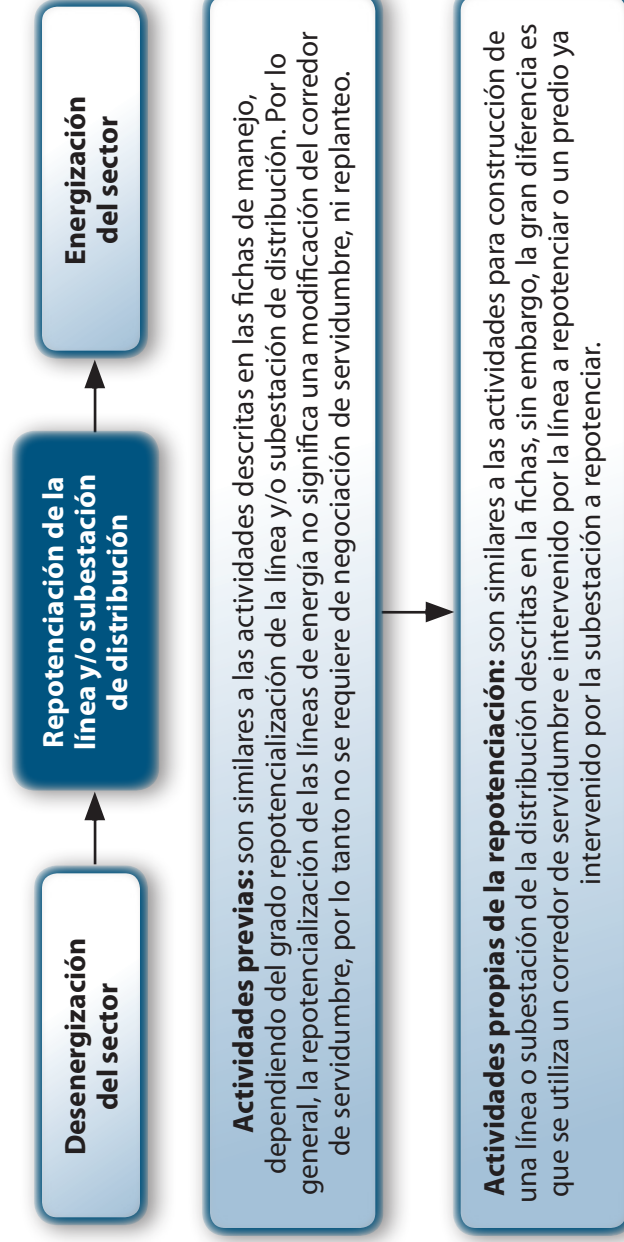 Desenergización
del sector
Repotenciación de la
línea y/o subestación
de distribución
Energización
del sector
Actividades previas: son similares a las actividades descritas en las fichas de manejo,
dependiendo del grado repotencialización de la línea y/o subestación de distribución. Por lo
general, la repotencialización de las líneas de energía no significa una modificación del corredor
de servidumbre, por lo tanto no se requiere de negociación de servidumbre, ni replanteo.
Actividades propias de la repotenciación: son similares a las actividades para construcción de
una línea o subestación de la distribución descritas en la fichas, sin embargo, la gran diferencia es
que se utiliza un corredor de servidumbre e intervenido por la línea a repotenciar o un predio ya
intervenido por la subestación a repotenciar.